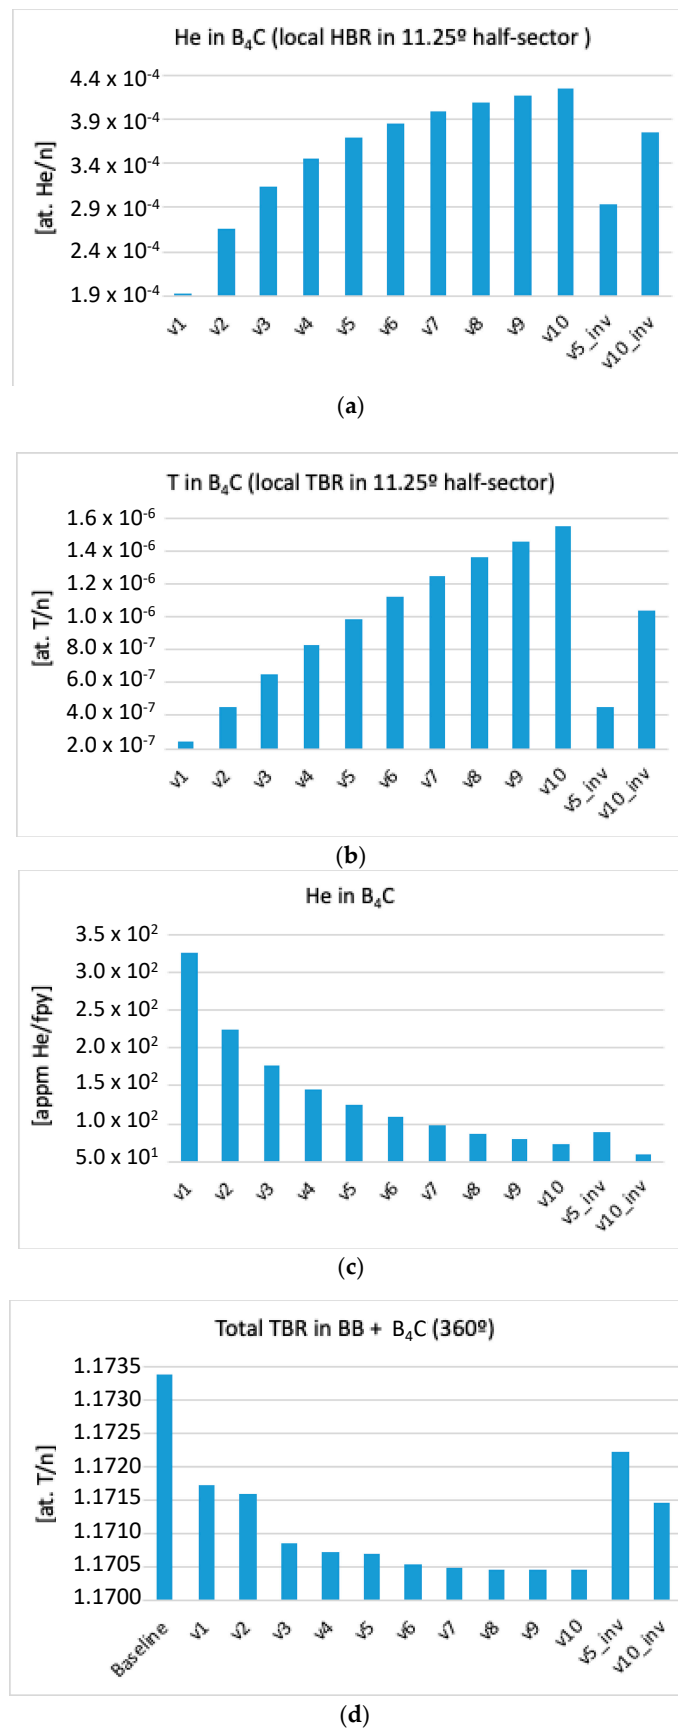 He in B₄C (local HBR in 11.25º half-sector )
[at. He/n]
4.4 x 10⁻⁴
3.9 x 10⁻⁴
3.4 x 10⁻⁴
2.9 x 10⁻⁴
2.4 x 10⁻⁴
1.9 x 10⁻⁴
v1 v2 v3 v4 v5 v6 v7 v8 v9 v10 v5_inv v10_inv
(a)
T in B₄C (local TBR in 11.25º half-sector)
[at. T/n]
1.6 x 10⁻⁶
1.4 x 10⁻⁶
1.2 x 10⁻⁶
1.0 x 10⁻⁶
8.0 x 10⁻⁷
6.0 x 10⁻⁷
4.0 x 10⁻⁷
2.0 x 10⁻⁷
v1 v2 v3 v4 v5 v6 v7 v8 v9 v10 v5_inv v10_inv
(b)
He in B₄C
[appm He/fpy]
3.5 x 10²
3.0 x 10²
2.5 x 10²
2.0 x 10²
1.5 x 10²
1.0 x 10²
5.0 x 10¹
v1 v2 v3 v4 v5 v6 v7 v8 v9 v10 v5_inv v10_inv
(c)
Total TBR in BB + B₄C (360º)
[at. T/n]
1.1735
1.1730
1.1725
1.1720
1.1715
1.1710
1.1705
1.1700
Baseline v1 v2 v3 v4 v5 v6 v7 v8 v9 v10 v5_inv v10_inv
(d)